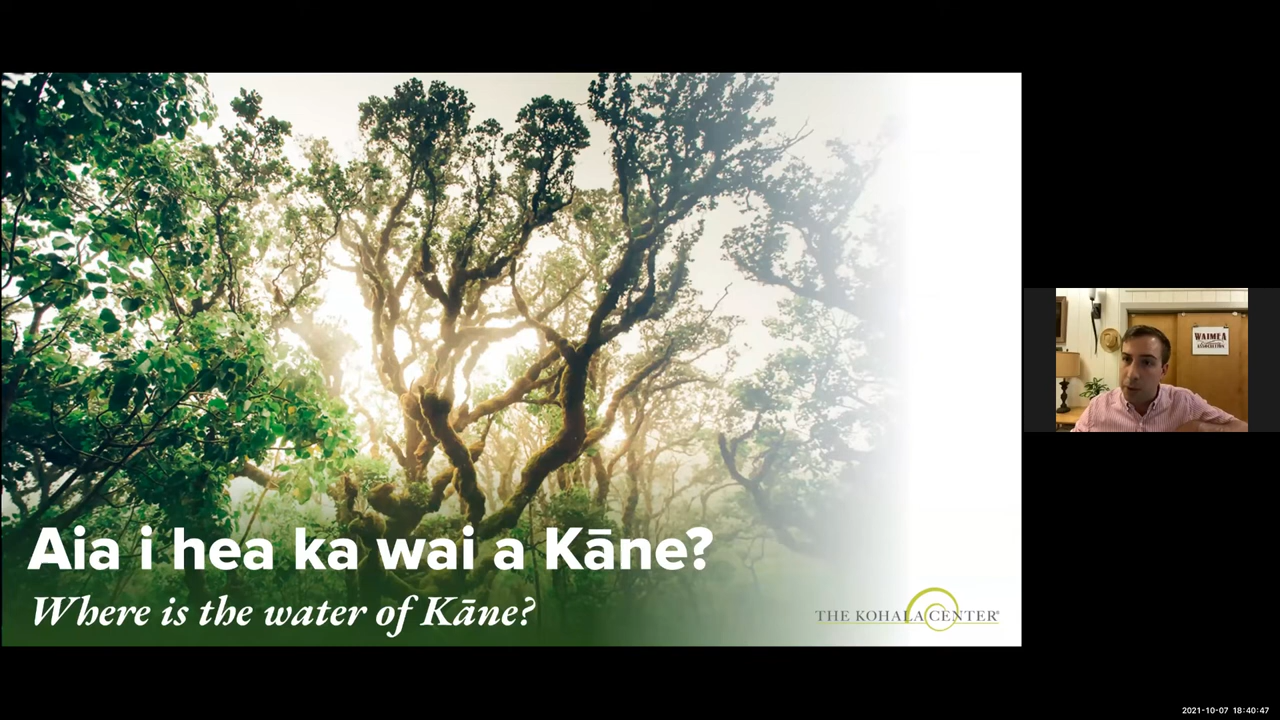 Aia i hea ka wai a Kāne?
Where is the water of Kāne?
THE KOHALA CENTER®
WAIMEA
ASSOCIATION
2021-10-07 18:40:47